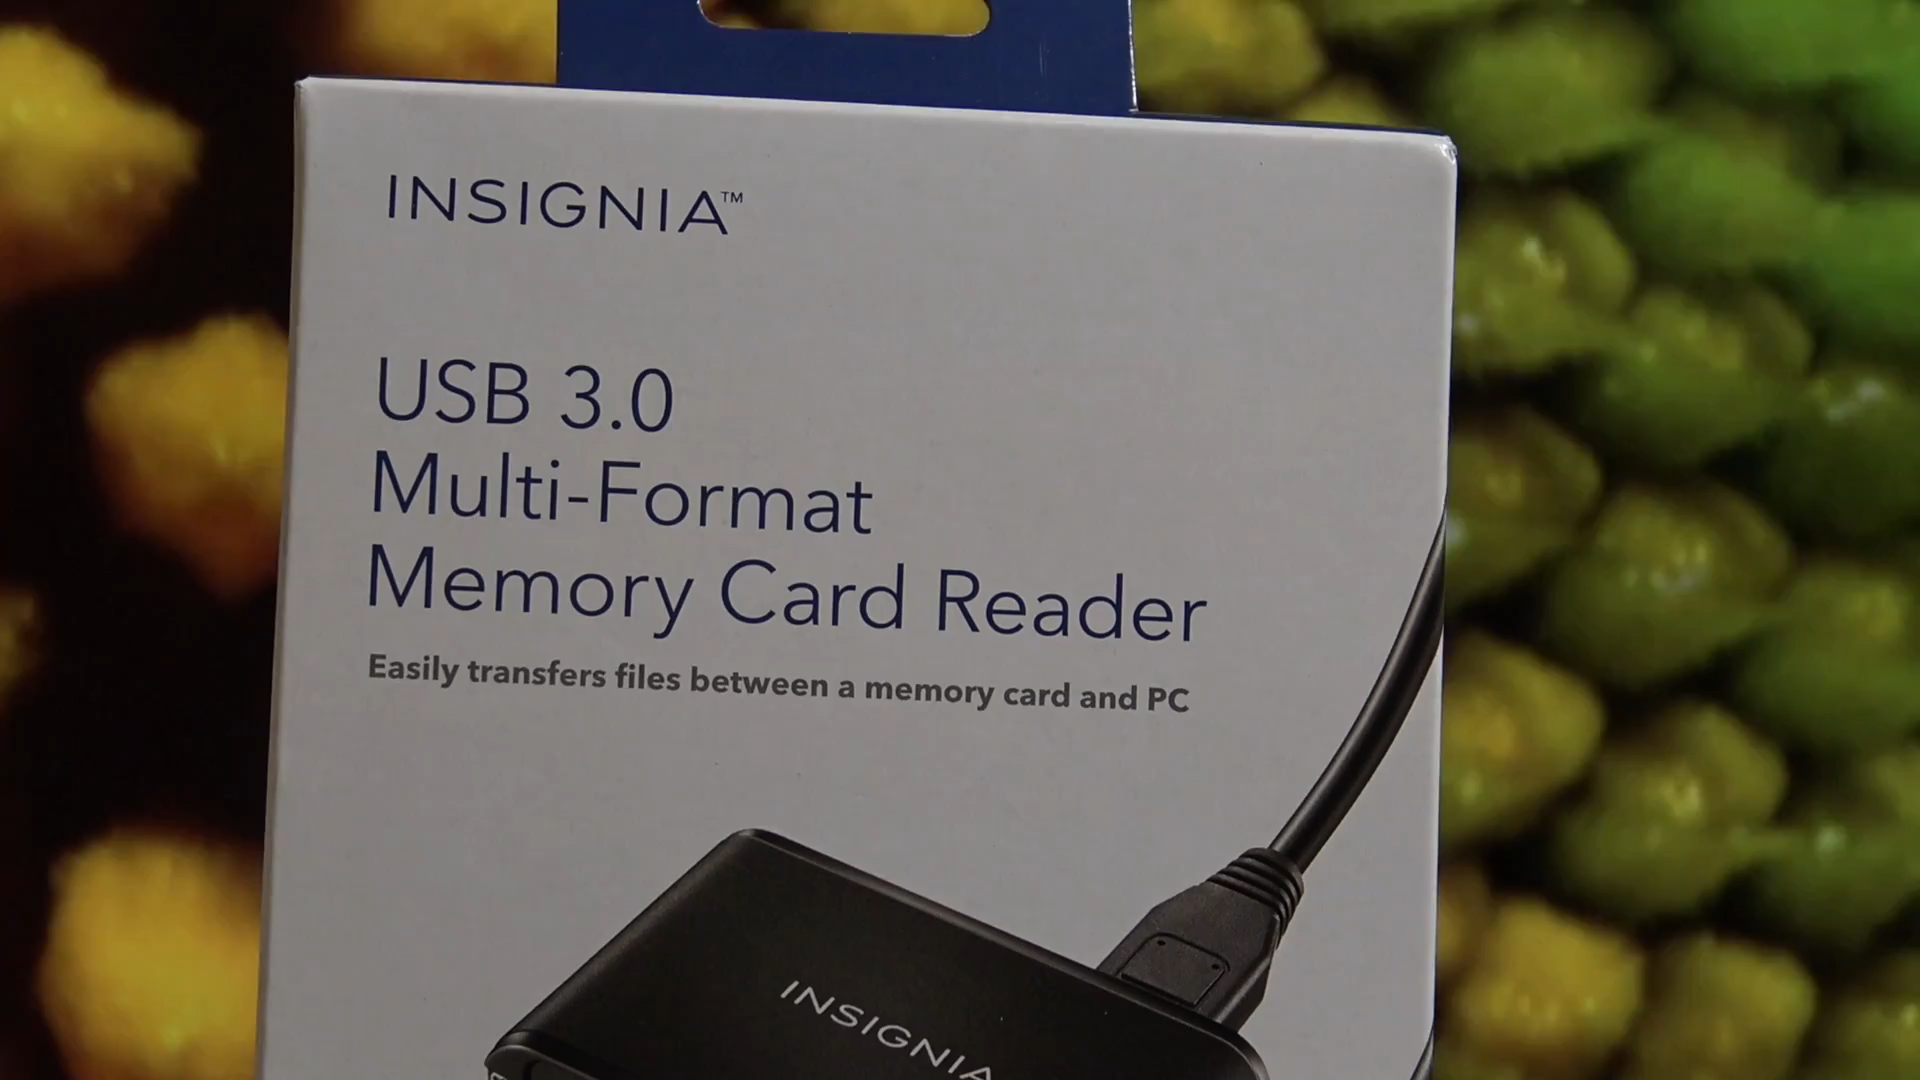 INSIGNIA™
USB 3.0
Multi-Format
Memory Card Reader
Easily transfers files between a memory card and PC
INSIGNIA